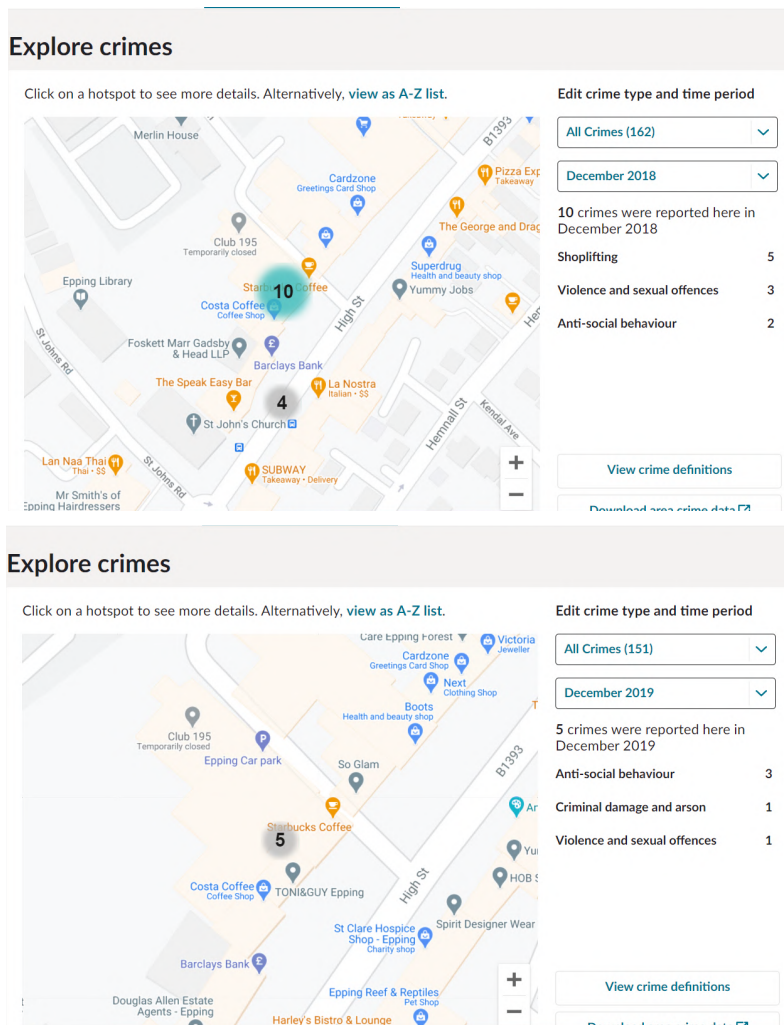 Explore crimes
Click on a hotspot to see more details. Alternatively, view as A-Z list.
Merlin House
B1393
Cardzone
Greetings Card Shop
Pizza Exp
Takeaway
Club 195
Temporarily closed
The George and Drag
Superdrug
Health and beauty shop
Epping Library
Starb
Coffee
10
Yummy Jobs
Costa Coffee
Coffee Shop
High St
Her
St Johns Rd
Foskett Marr Gadsby
& Head LLP
Barclays Bank
The Speak Easy Bar
La Nostra
Italian • $$
4
St John's Church
Hemnall St
Kendal Ave
Lan Naa Thai
Thai • $$
St Johns Rd
SUBWAY
Takeaway • Delivery
Mr Smith's of
Epping Hairdressers
+
−
Edit crime type and time period
All Crimes (162)
December 2018
10 crimes were reported here in
December 2018
Shoplifting 5
Violence and sexual offences 3
Anti-social behaviour 2
View crime definitions
Download area crime data
Explore crimes
Click on a hotspot to see more details. Alternatively, view as A-Z list.
Care Epping Forest
Victoria
Jeweller
Cardzone
Greetings Card Shop
Next
Clothing Shop
Boots
Health and beauty shop
Club 195
Temporarily closed
Epping Car park
So Glam
B1393
Starbucks Coffee
Ar
5
Yu
Costa Coffee
Coffee Shop
TONI&GUY Epping
High St
HOB S
Spirit Designer Wear
St Clare Hospice
Shop - Epping
Charity shop
Barclays Bank
Epping Reef & Reptiles
Pet Shop
Douglas Allen Estate
Agents - Epping
Harley's Bistro & Lounge
+
−
Edit crime type and time period
All Crimes (151)
December 2019
5 crimes were reported here in
December 2019
Anti-social behaviour 3
Criminal damage and arson 1
Violence and sexual offences 1
View crime definitions